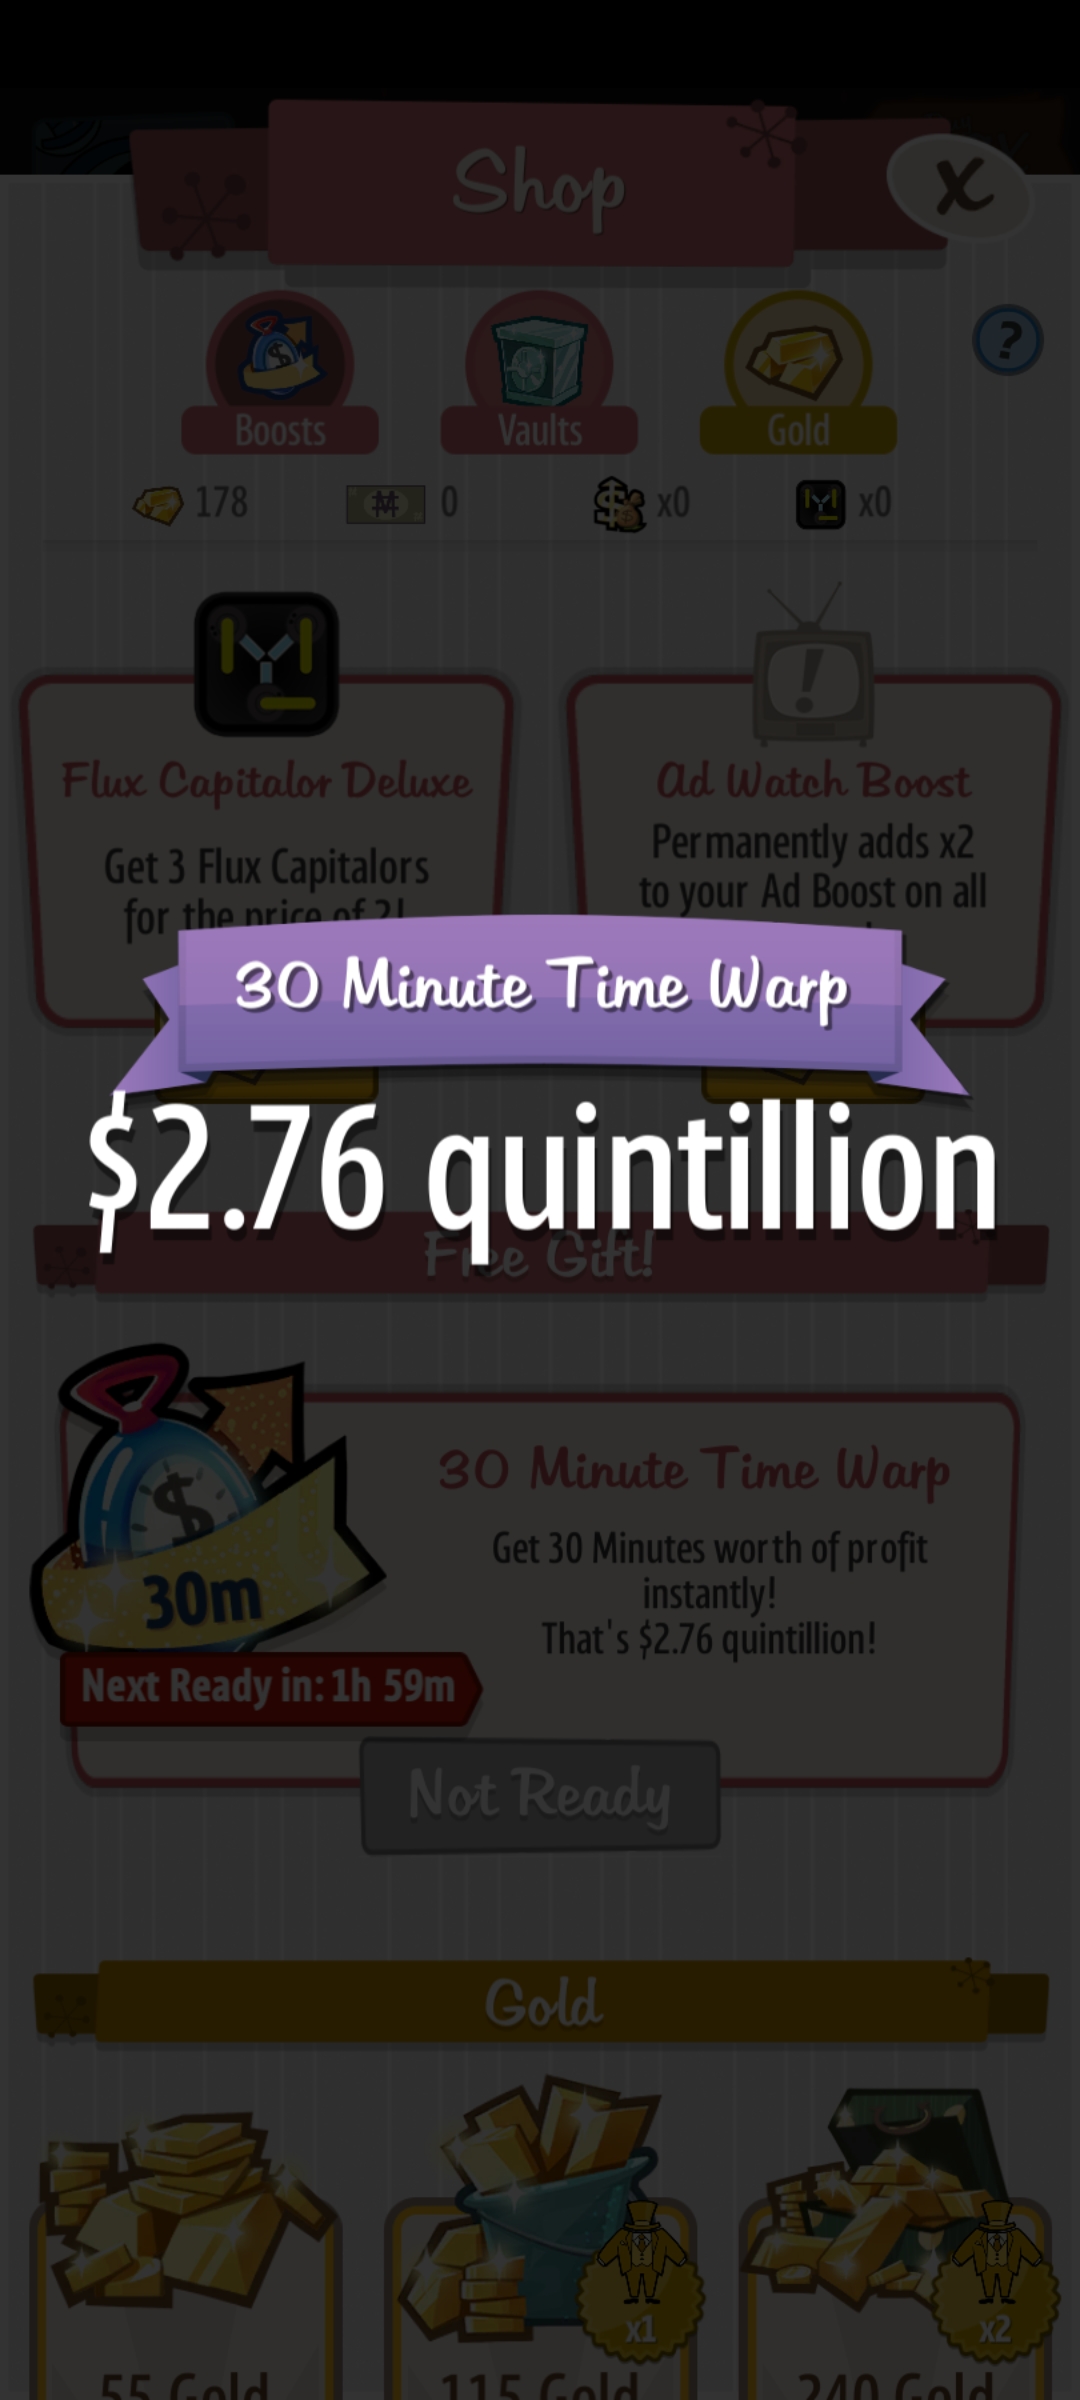 Shop
X
?
Boosts
Vaults
Gold
178
0
x0
x0
Flux Capitalor Deluxe
Get 3 Flux Capitalors
for the price of 2!
!
Ad Watch Boost
Permanently adds x2
to your Ad Boost on all
30 Minute Time Warp
$2.76 quintillion
Free Gift!
30m
30 Minute Time Warp
Get 30 Minutes worth of profit
instantly!
That's $2.76 quintillion!
Next Ready in: 1h 59m
Not Ready
Gold
x1
x2
55 Gold
115 Gold
240 Gold